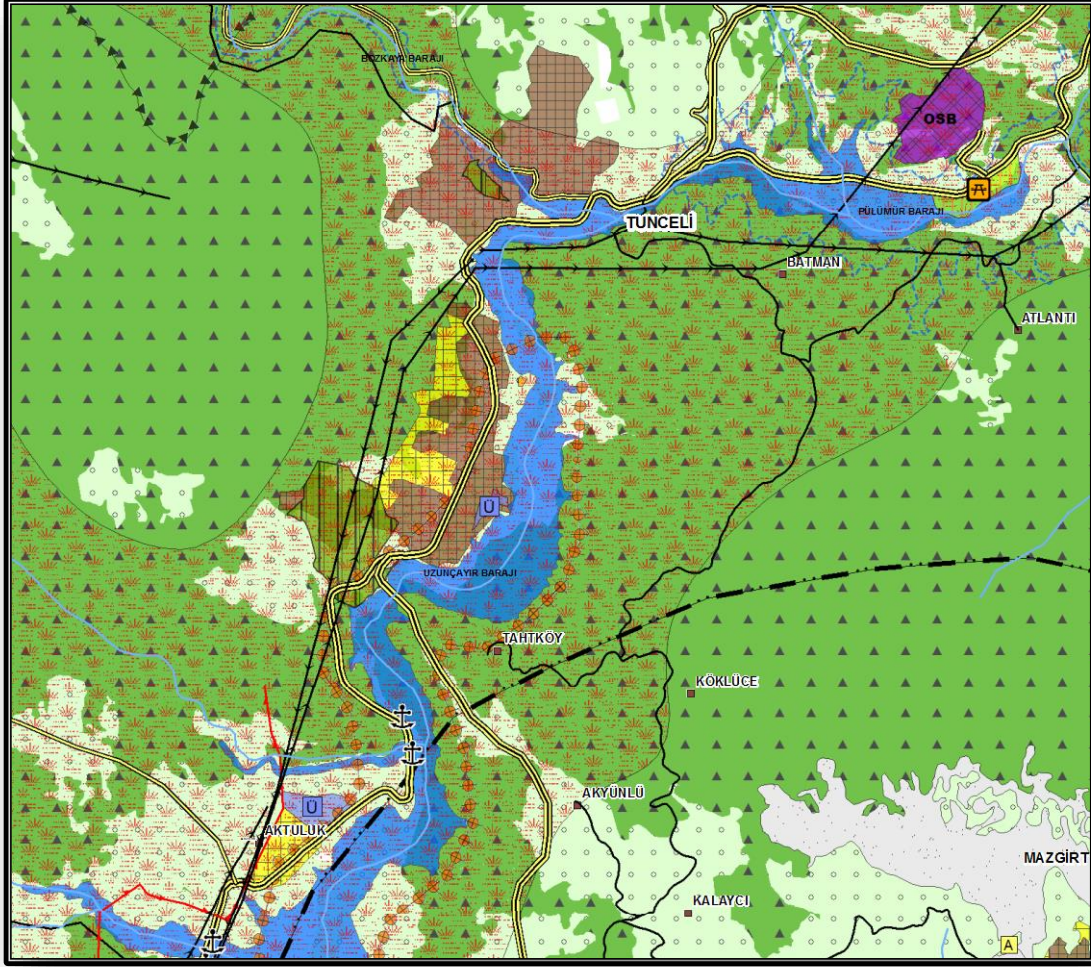 BOZKAYA BARAJI
OSB
PÜLÜMÜR BARAJI
TUNCELİ
BATMAN
ATLANTI
Ü
UZUNÇAYIR BARAJI
TAHTKÖY
KÖKLÜCE
AKYÜNLÜ
Ü
AKTULUK
MAZGİRT
KALAYCI
A